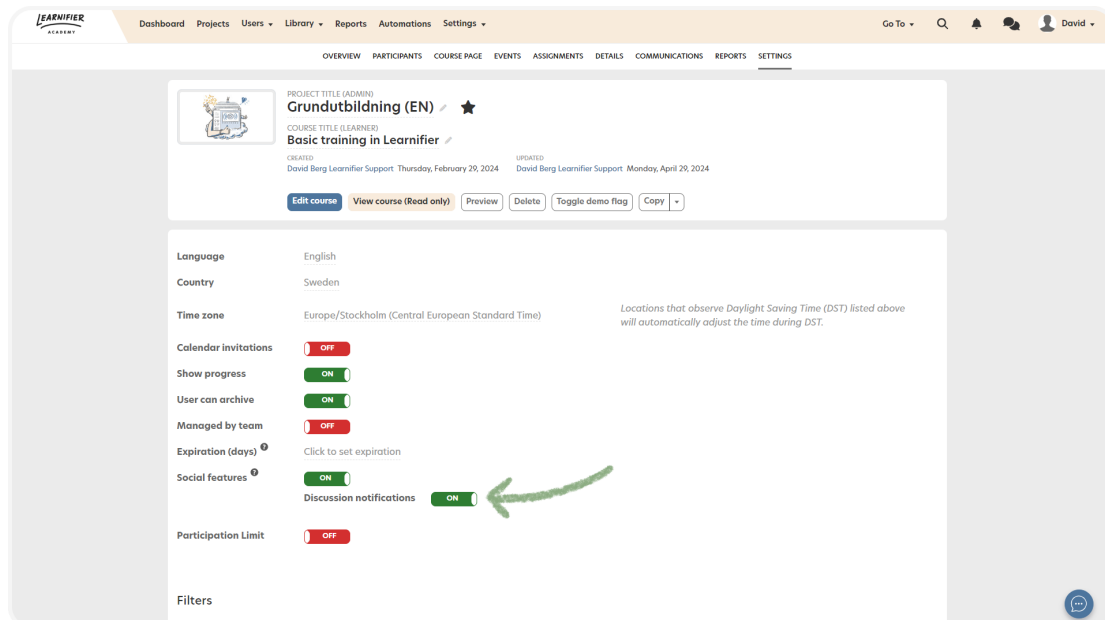 LEARNIFIER
ACADEMY
Dashboard Projects Users Library Reports Automations Settings Go To David
OVERVIEW PARTICIPANTS COURSE PAGE EVENTS ASSIGNMENTS DETAILS COMMUNICATIONS REPORTS SETTINGS
PROJECT TITLE (ADMIN)
Grundutbildning (EN)
COURSE TITLE (LEARNER)
Basic training in Learnifier
CREATED UPDATED
David Berg Learnifier Support Thursday, February 29, 2024 David Berg Learnifier Support Monday, April 29, 2024
Edit course View course (Read only) Preview Delete Toggle demo flag Copy
Language English
Country Sweden
Time zone Europe/Stockholm (Central European Standard Time) Locations that observe Daylight Saving Time (DST) listed above
will automatically adjust the time during DST.
Calendar invitations OFF
Show progress ON
User can archive ON
Managed by team OFF
Expiration (days) ? Click to set expiration
Social features ? ON
Discussion notifications ON
Participation Limit OFF
Filters